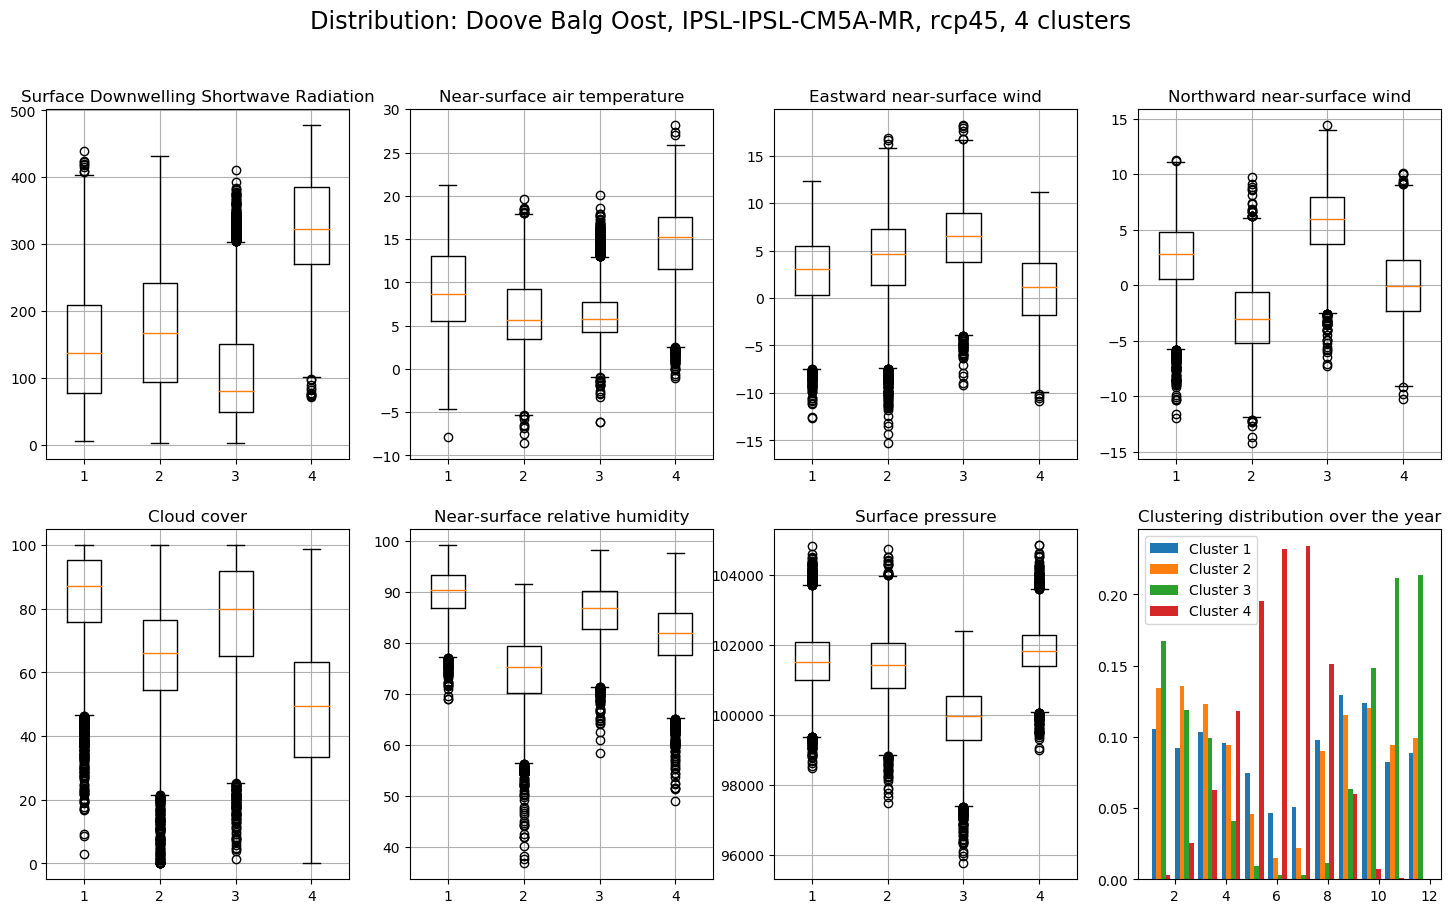 Distribution: Doove Balg Oost, IPSL-IPSL-CM5A-MR, rcp45, 4 clusters
Surface Downwelling Shortwave Radiation
500
400
300
200
100
0
1 2 3 4
Near-surface air temperature
30
25
20
15
10
5
0
−5
−10
1 2 3 4
Eastward near-surface wind
15
10
5
0
−5
−10
−15
1 2 3 4
Northward near-surface wind
15
10
5
0
−5
−10
−15
1 2 3 4
Cloud cover
100
80
60
40
20
0
1 2 3 4
Near-surface relative humidity
100
90
80
70
60
50
40
1 2 3 4
Surface pressure
104000
102000
100000
98000
96000
1 2 3 4
Clustering distribution over the year
Cluster 1
Cluster 2
Cluster 3
Cluster 4
0.20
0.15
0.10
0.05
0.00
2 4 6 8 10 12